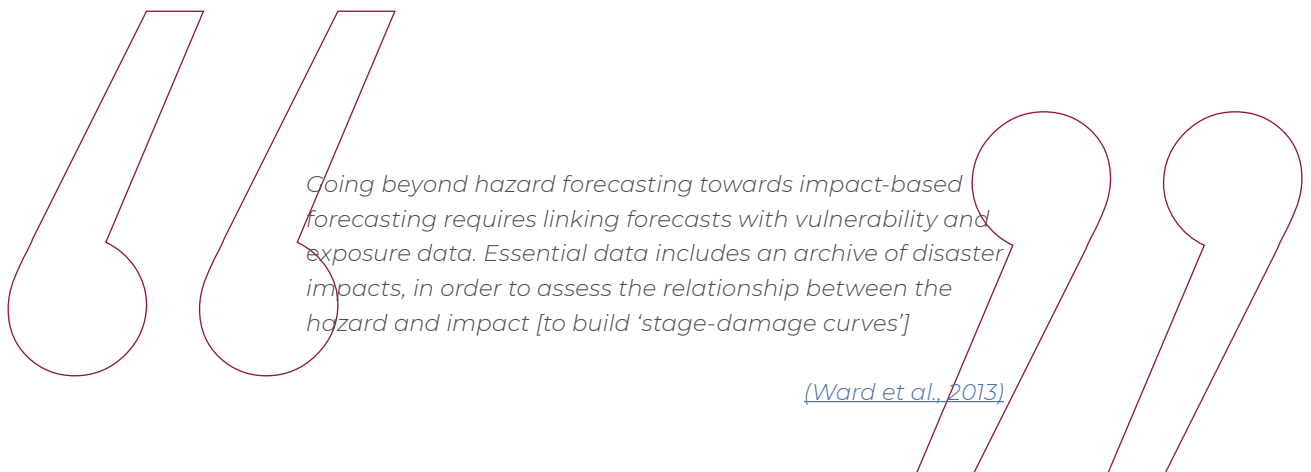 Going beyond hazard forecasting towards impact-based
forecasting requires linking forecasts with vulnerability and
exposure data. Essential data includes an archive of disaster
impacts, in order to assess the relationship between the
hazard and impact [to build ‘stage-damage curves’]
(Ward et al., 2013)